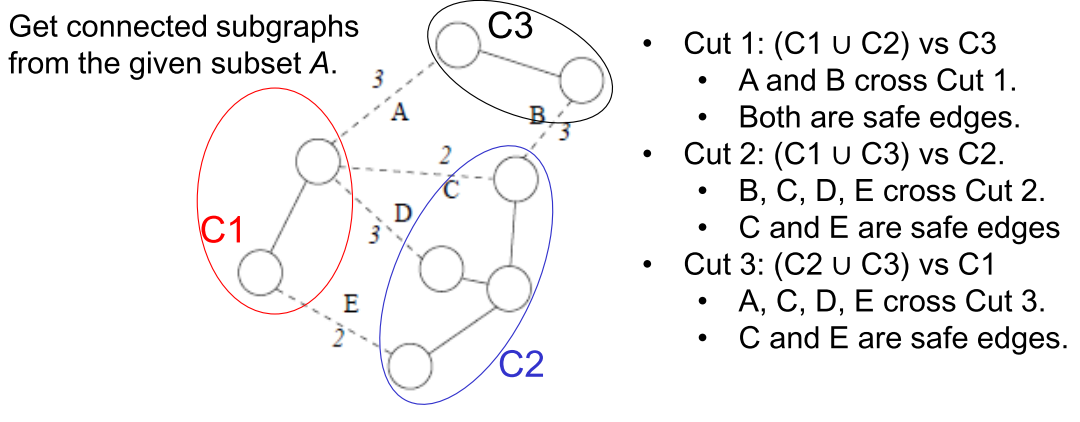 Get connected subgraphs
from the given subset A.
C3
3
A
B
3
2
C
D
3
C1
E
2
C2
• Cut 1: (C1 ∪ C2) vs C3
• A and B cross Cut 1.
• Both are safe edges.
• Cut 2: (C1 ∪ C3) vs C2.
• B, C, D, E cross Cut 2.
• C and E are safe edges
• Cut 3: (C2 ∪ C3) vs C1
• A, C, D, E cross Cut 3.
• C and E are safe edges.